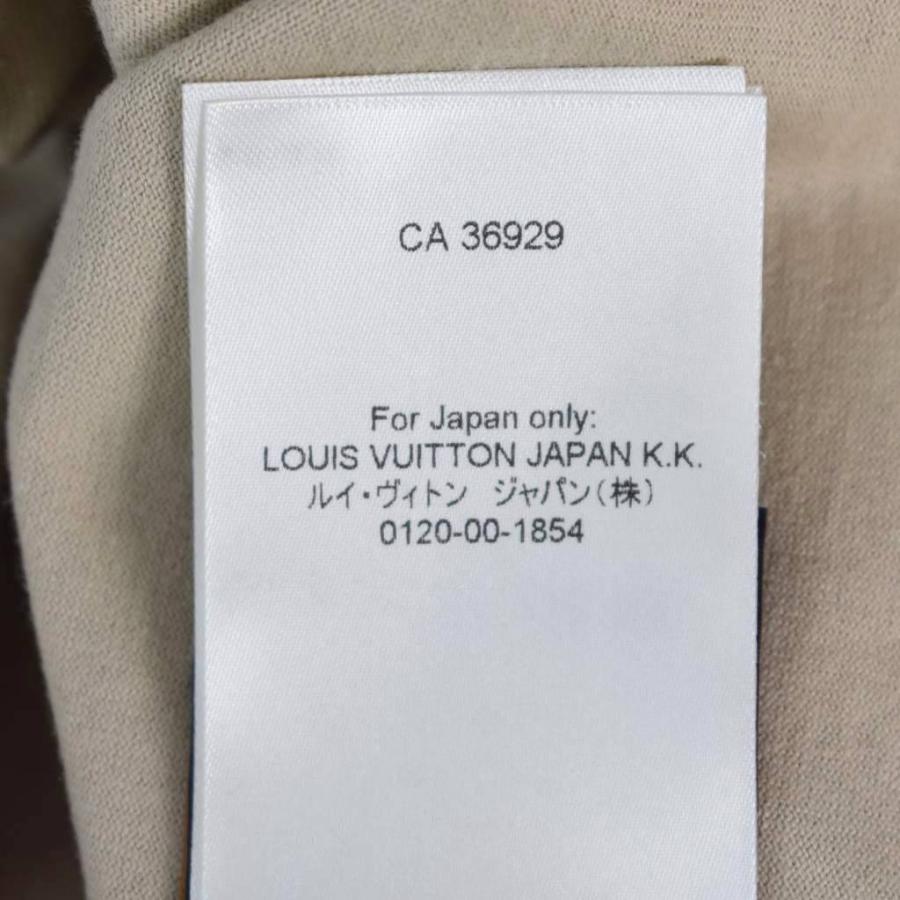 CA 36929
For Japan only:
LOUIS VUITTON JAPAN K.K.
ルイ・ヴィトン　ジャパン(株)
0120-00-1854